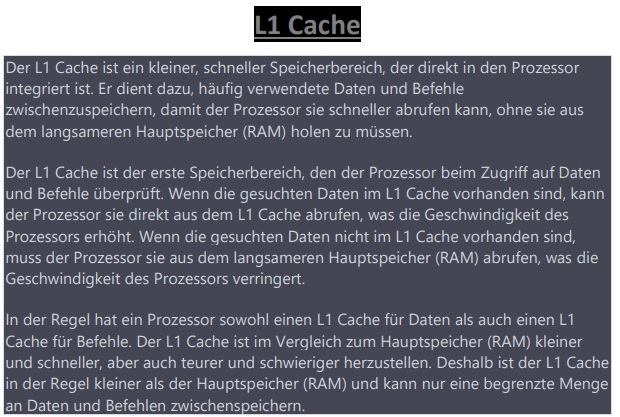 L1 Cache
Der L1 Cache ist ein kleiner, schneller Speicherbereich, der direkt in den Prozessor
integriert ist. Er dient dazu, häufig verwendete Daten und Befehle
zwischenzuspeichern, damit der Prozessor sie schneller abrufen kann, ohne sie aus
dem langsameren Hauptspeicher (RAM) holen zu müssen.
Der L1 Cache ist der erste Speicherbereich, den der Prozessor beim Zugriff auf Daten
und Befehle überprüft. Wenn die gesuchten Daten im L1 Cache vorhanden sind, kann
der Prozessor sie direkt aus dem L1 Cache abrufen, was die Geschwindigkeit des
Prozessors erhöht. Wenn die gesuchten Daten nicht im L1 Cache vorhanden sind,
muss der Prozessor sie aus dem langsameren Hauptspeicher (RAM) abrufen, was die
Geschwindigkeit des Prozessors verringert.
In der Regel hat ein Prozessor sowohl einen L1 Cache für Daten als auch einen L1
Cache für Befehle. Der L1 Cache ist im Vergleich zum Hauptspeicher (RAM) kleiner
und schneller, aber auch teurer und schwieriger herzustellen. Deshalb ist der L1 Cache
in der Regel kleiner als der Hauptspeicher (RAM) und kann nur eine begrenzte Menge
an Daten und Befehlen zwischenspeichern.